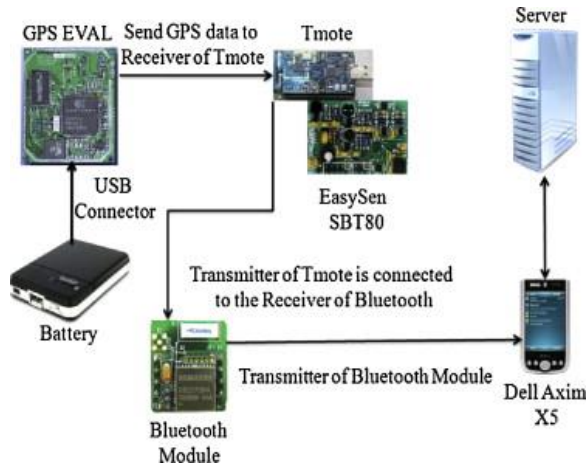 GPS EVAL
Send GPS data to
Receiver of Tmote
Tmote
Server
USB
Connector
EasySen
SBT80
Battery
Transmitter of Tmote is connected
to the Receiver of Bluetooth
Transmitter of Bluetooth Module
Bluetooth
Module
Dell Axim
X5